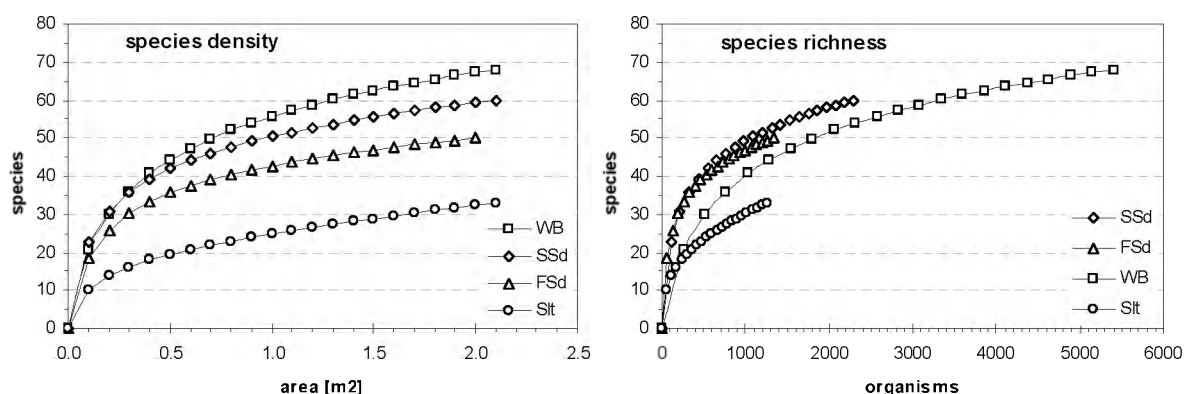 species density
species
80
70
60
50
40
30
20
10
0
0.0 0.5 1.0 1.5 2.0 2.5
area [m2]
WB
SSd
FSd
Slt
species richness
species
80
70
60
50
40
30
20
10
0
0 1000 2000 3000 4000 5000 6000
organisms
SSd
FSd
WB
Slt